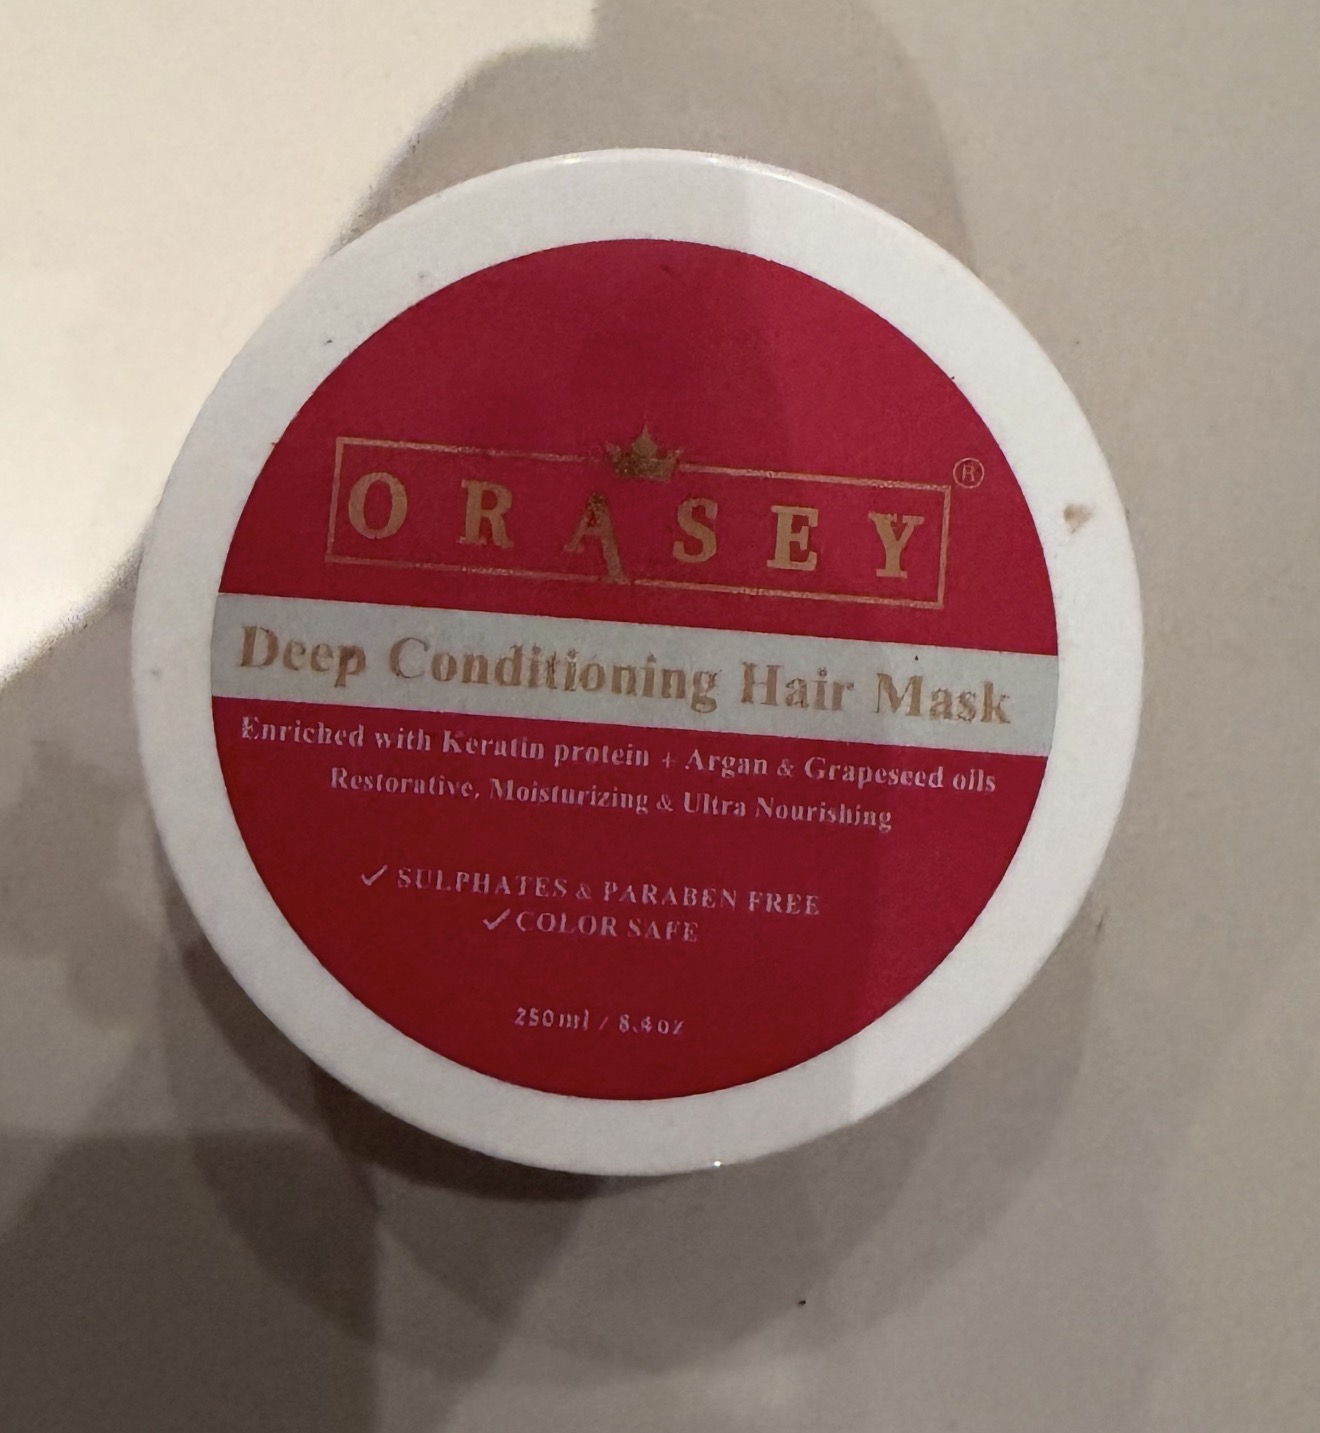 ORASEY®
Deep Conditioning Hair Mask
Enriched with Keratin protein + Argan & Grapeseed oils
Restorative, Moisturizing & Ultra Nourishing
✓ SULPHATES & PARABEN FREE
✓ COLOR SAFE
250ml / 8.4oz